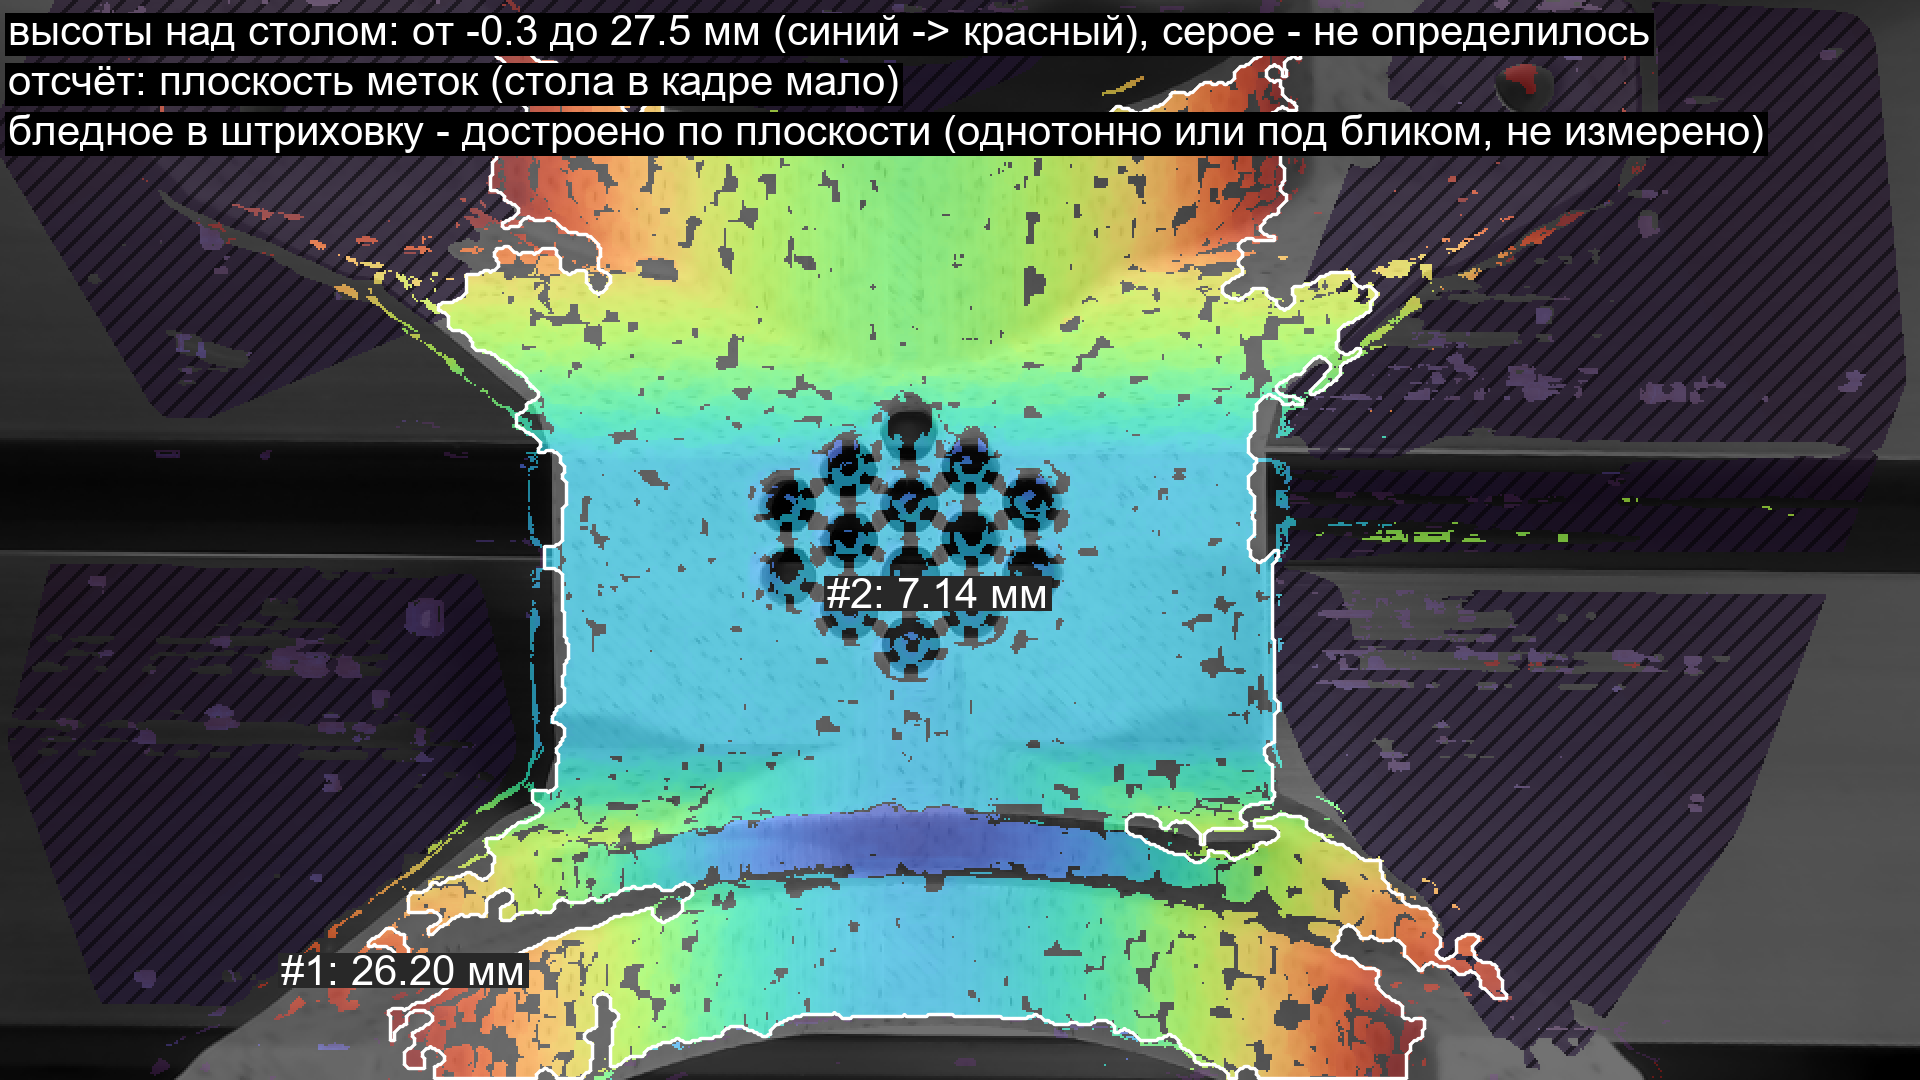 высоты над столом: от -0.3 до 27.5 мм (синий -> красный), серое - не определилось
отсчёт: плоскость меток (стола в кадре мало)
бледное в штриховку - достроено по плоскости (однотонно или под бликом, не измерено)
#2: 7.14 мм
#1: 26.20 мм